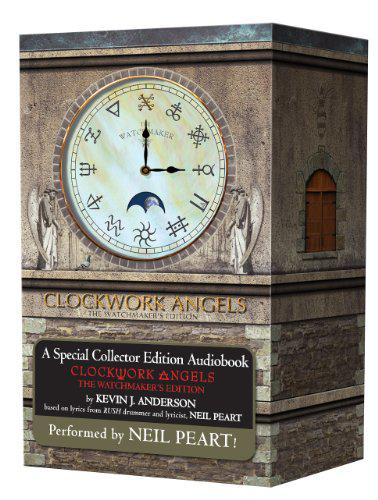 WATCHMAKER
CLOCKWORK ANGELS
THE WATCHMAKER'S EDITION
A Special Collector Edition Audiobook
CLOCKWORK ANGELS
THE WATCHMAKER'S EDITION
by KEVIN J. ANDERSON
based on lyrics from RUSH drummer and lyricist, NEIL PEART
Performed by NEIL PEART!